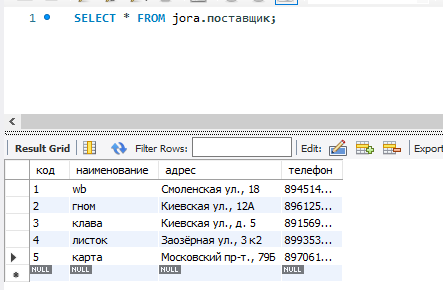 1 SELECT * FROM jora.поставщик;
Result Grid Filter Rows: Edit: Export
код наименование адрес телефон
1 wb Смоленская ул., 18 894514...
2 гном Киевская ул., 12А 896125...
3 клава Киевская ул., д. 5 891569...
4 листок Заозёрная ул., 3 к2 899353...
5 карта Московский пр-т., 79Б 897061...
NULL NULL NULL NULL